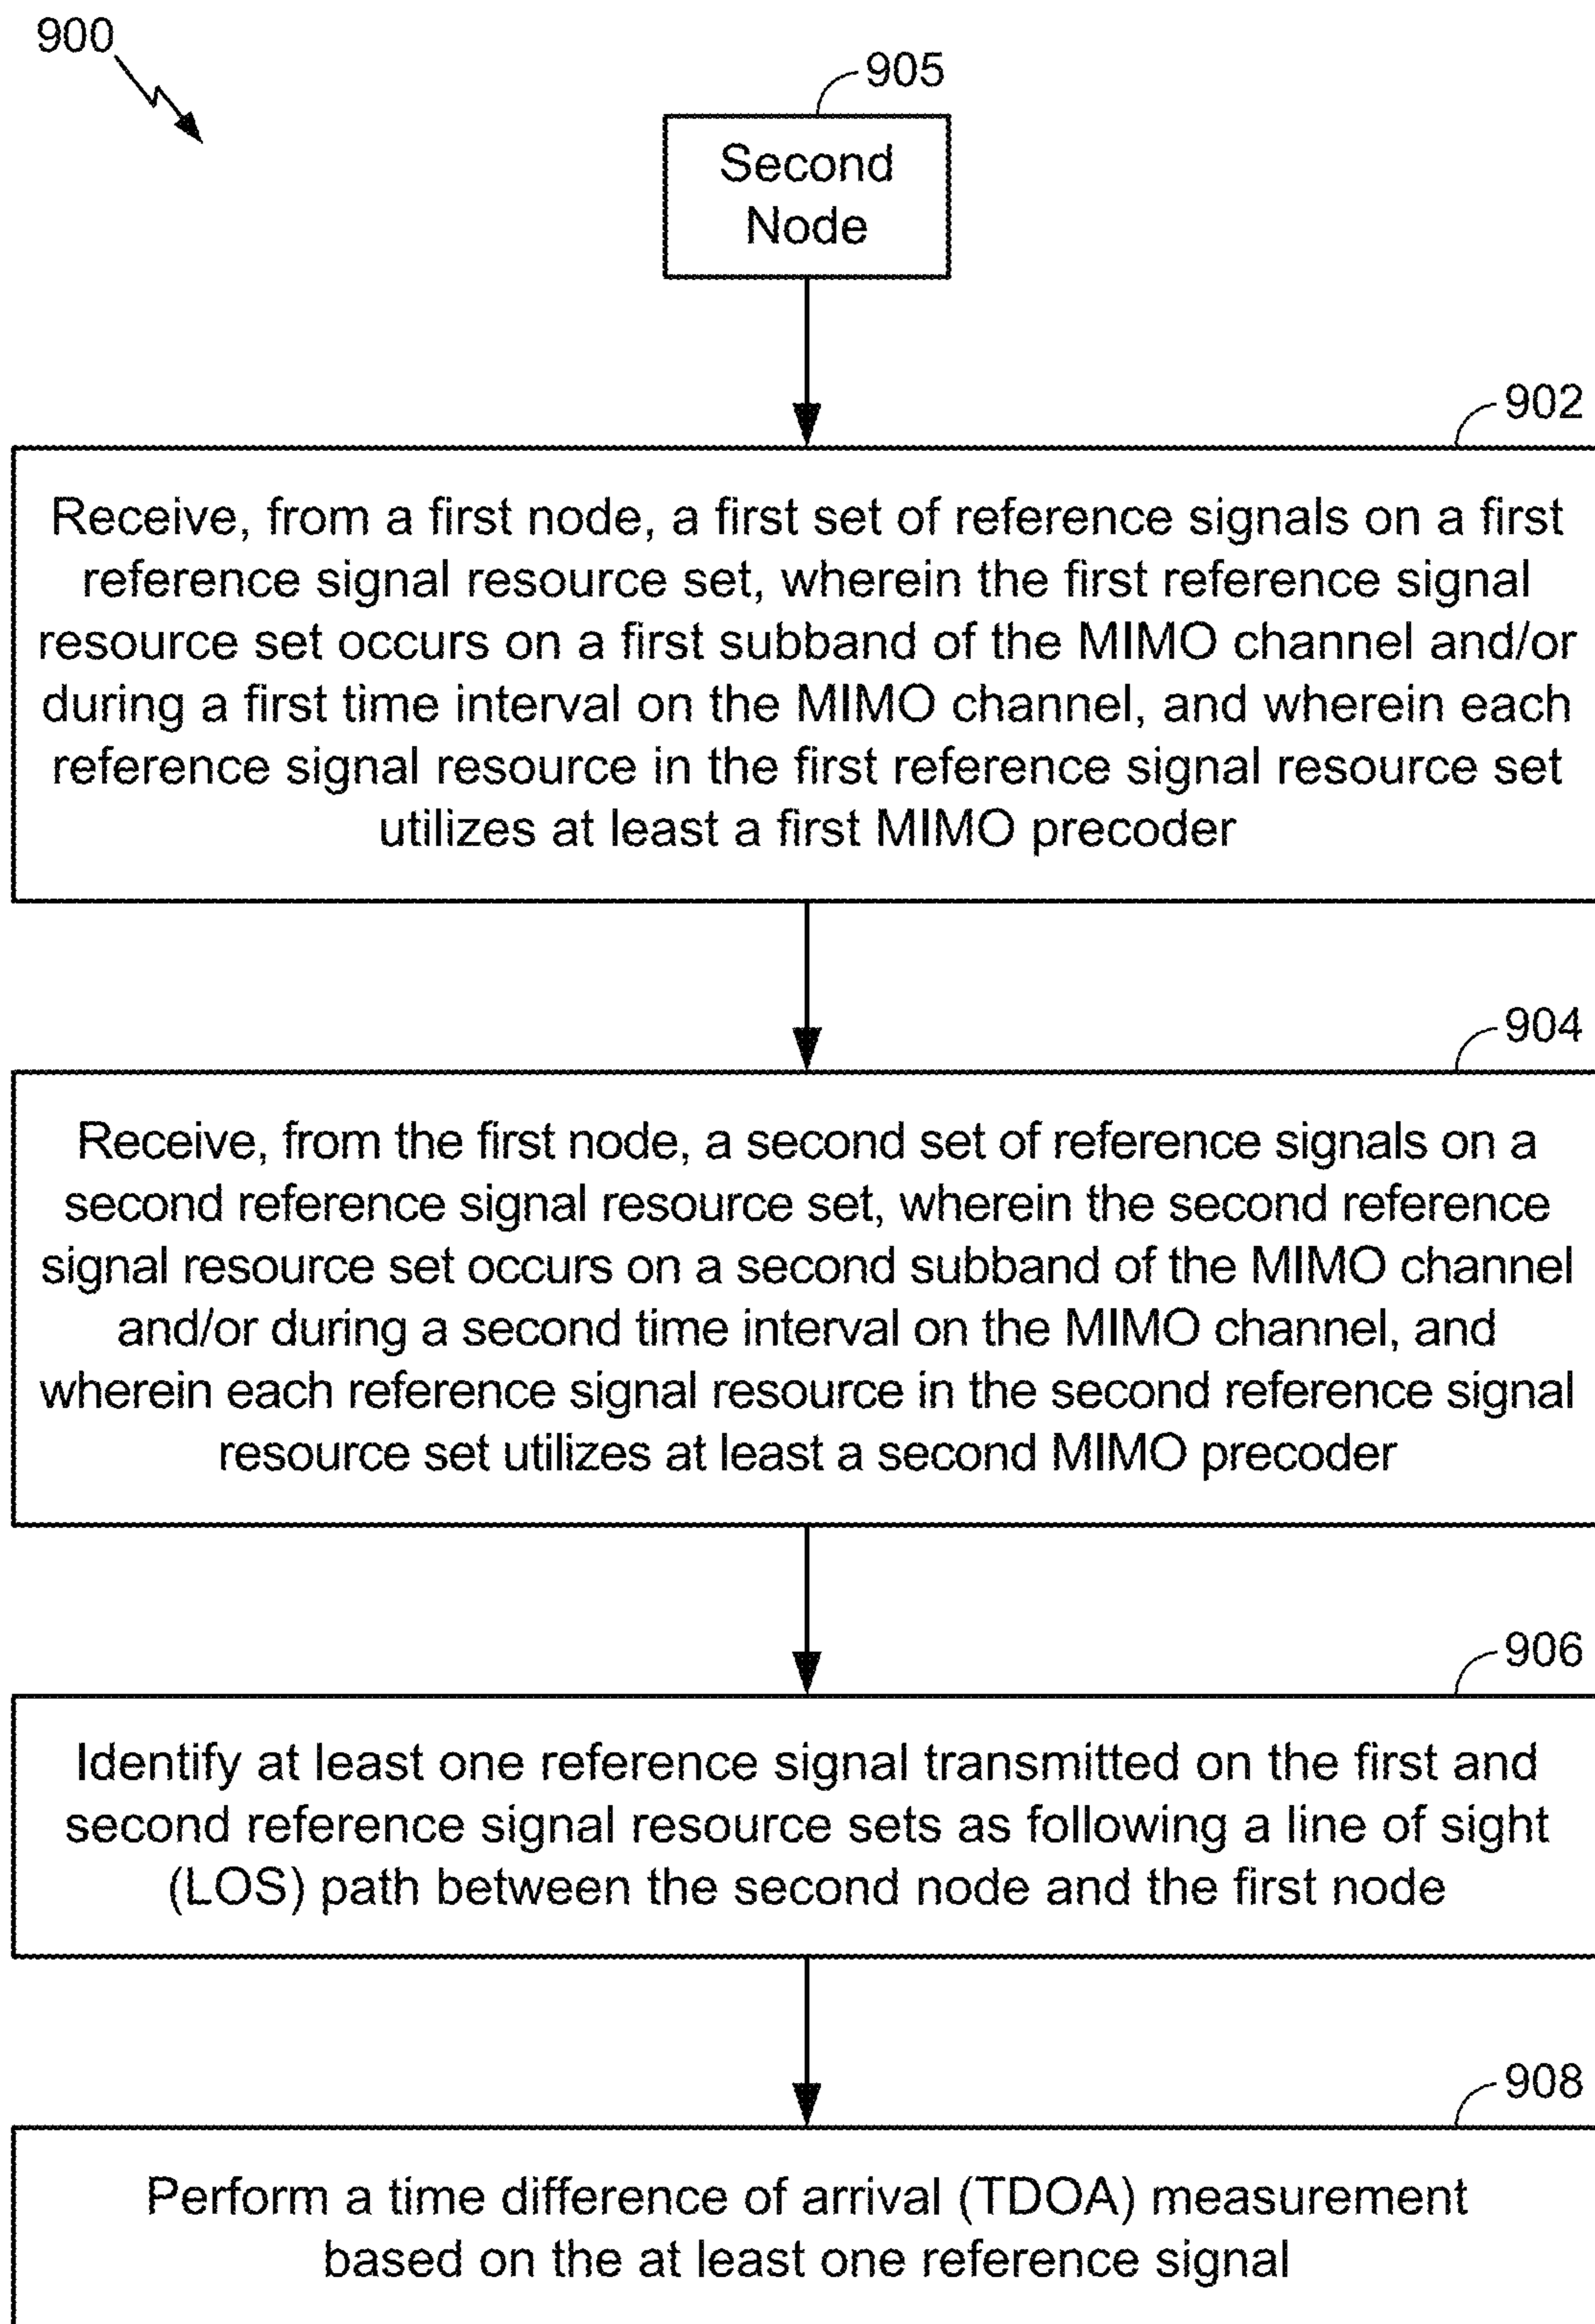 900
905
Second
Node
902
Receive, from a first node, a first set of reference signals on a first
reference signal resource set, wherein the first reference signal
resource set occurs on a first subband of the MIMO channel and/or
during a first time interval on the MIMO channel, and wherein each
reference signal resource in the first reference signal resource set
utilizes at least a first MIMO precoder
904
Receive, from the first node, a second set of reference signals on a
second reference signal resource set, wherein the second reference
signal resource set occurs on a second subband of the MIMO channel
and/or during a second time interval on the MIMO channel, and
wherein each reference signal resource in the second reference signal
resource set utilizes at least a second MIMO precoder
906
Identify at least one reference signal transmitted on the first and
second reference signal resource sets as following a line of sight
(LOS) path between the second node and the first node
908
Perform a time difference of arrival (TDOA) measurement
based on the at least one reference signal